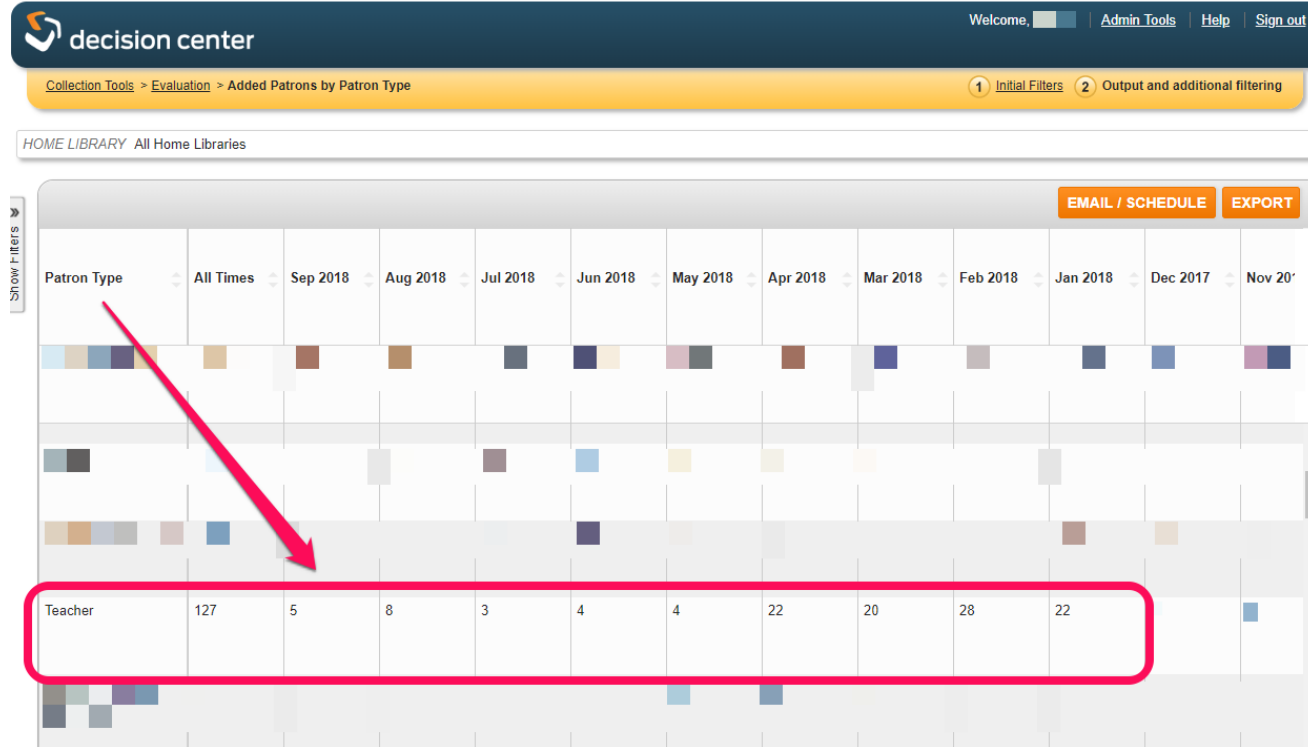 decision center
Welcome, Admin Tools Help Sign out
Collection Tools > Evaluation > Added Patrons by Patron Type
1 Initial Filters 2 Output and additional filtering
HOME LIBRARY All Home Libraries
EMAIL / SCHEDULE EXPORT
» Show Filters
Patron Type All Times Sep 2018 Aug 2018 Jul 2018 Jun 2018 May 2018 Apr 2018 Mar 2018 Feb 2018 Jan 2018 Dec 2017 Nov 201
Teacher 127 5 8 3 4 4 22 20 28 22